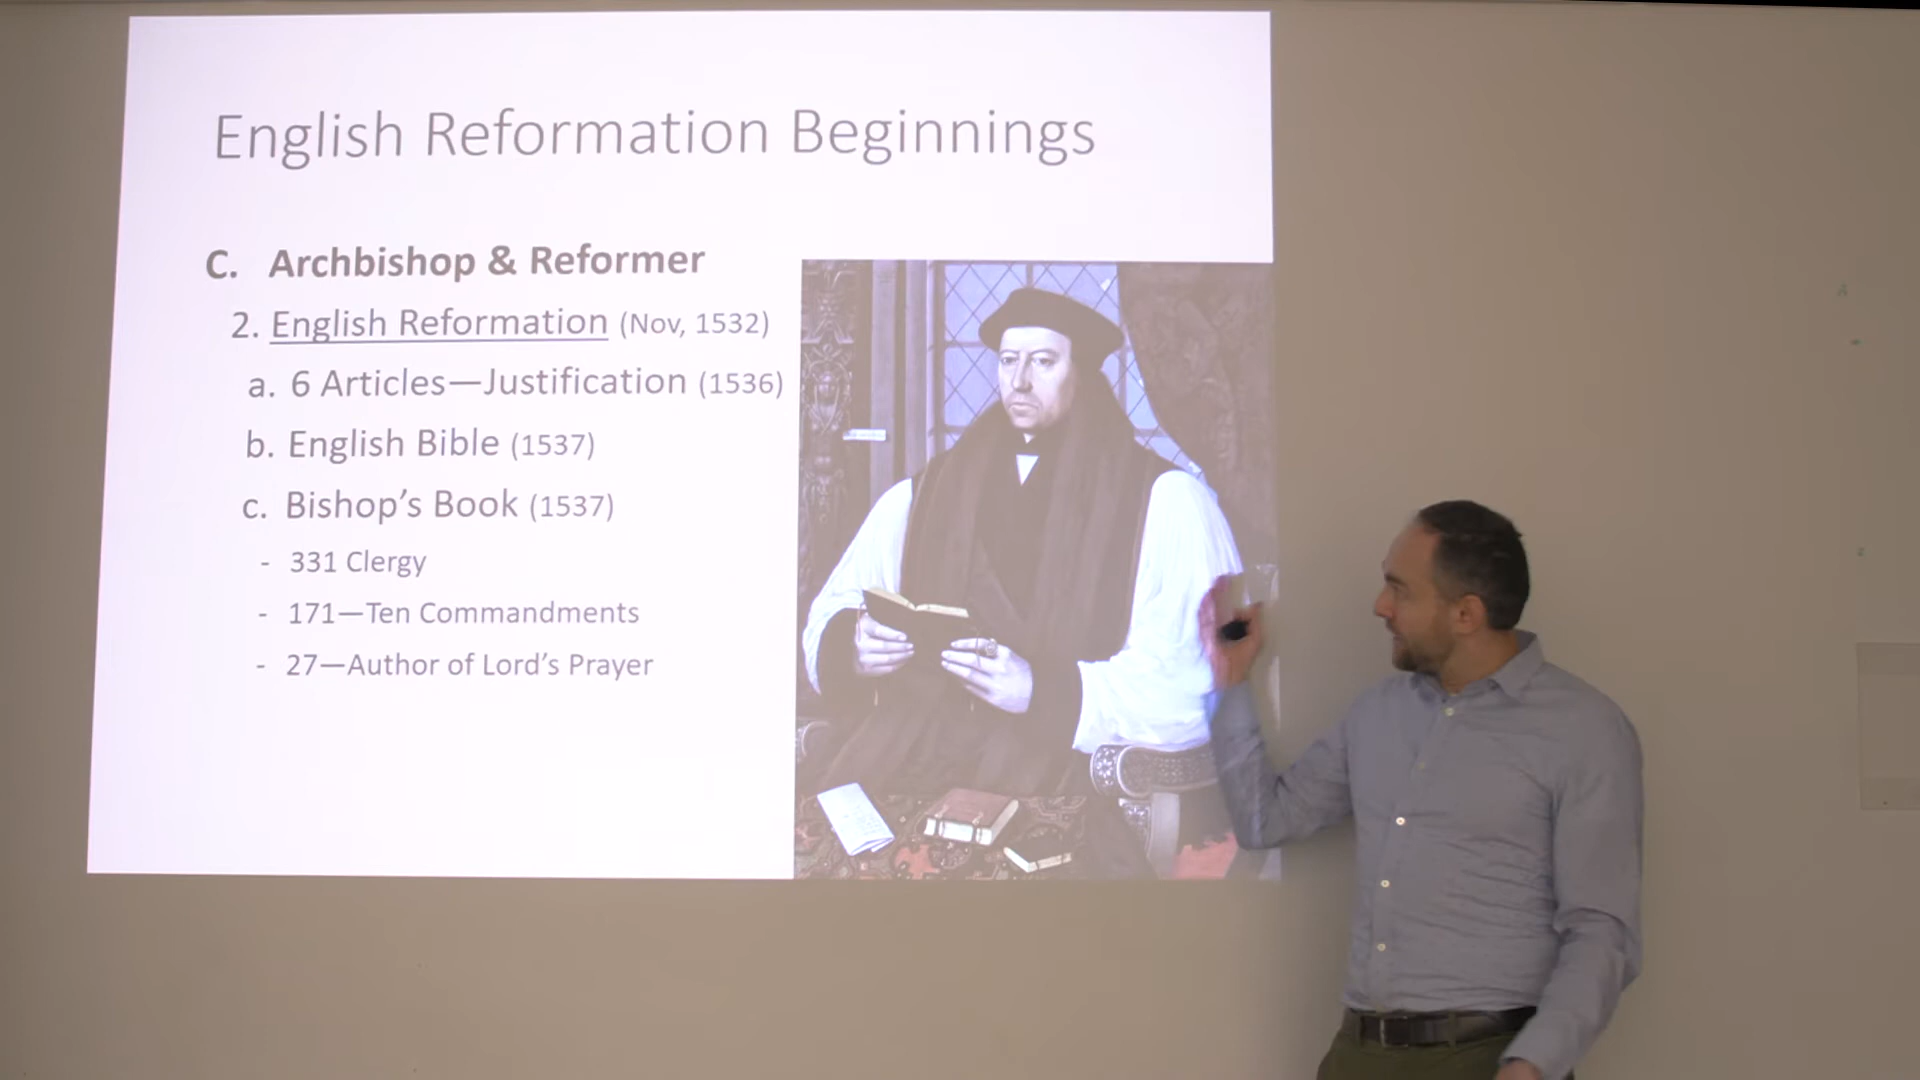 English Reformation Beginnings
C. Archbishop & Reformer
2. English Reformation (Nov, 1532)
a. 6 Articles—Justification (1536)
b. English Bible (1537)
c. Bishop's Book (1537)
- 331 Clergy
- 171—Ten Commandments
- 27—Author of Lord's Prayer